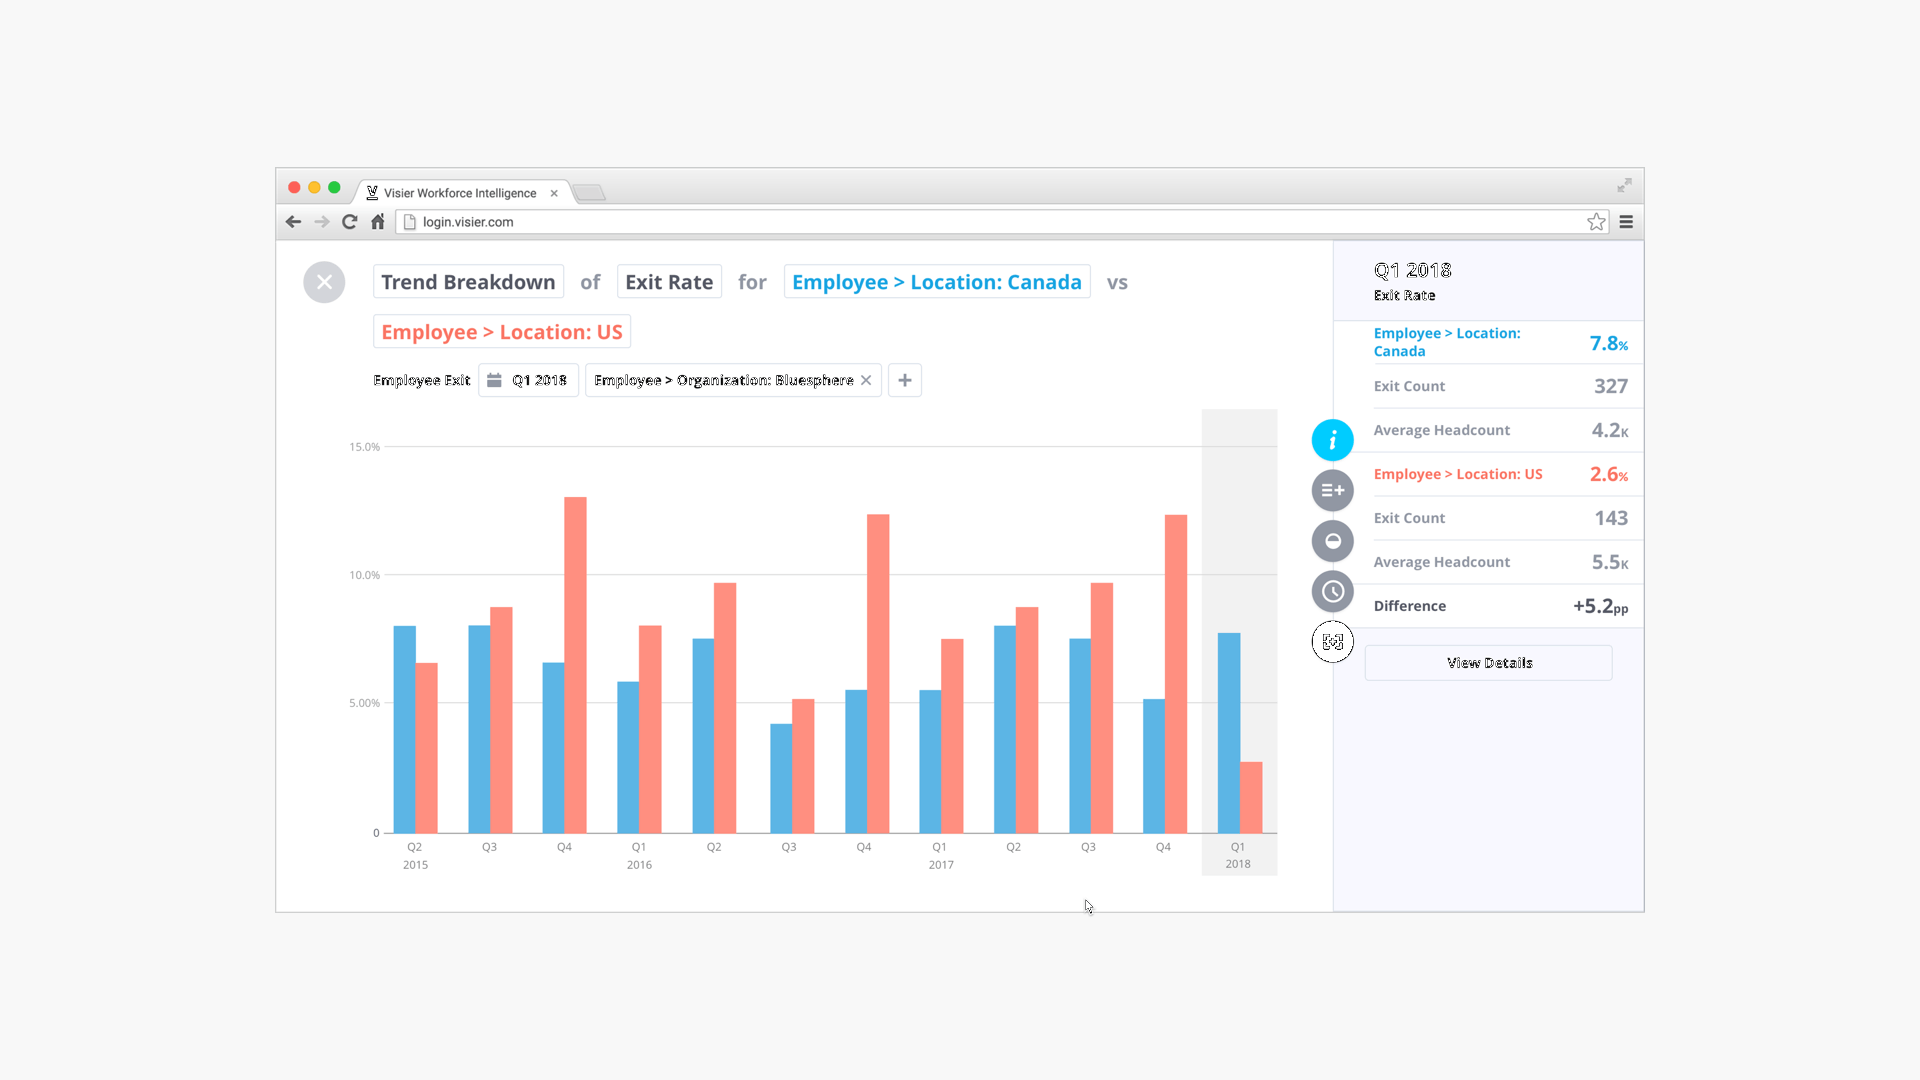 Visier Workforce Intelligence
login.visier.com
Trend Breakdown of Exit Rate for Employee > Location: Canada vs
Employee > Location: US
Employee Exit Q1 2018 Employee > Organization: Bluesphere
15.0%
10.0%
5.00%
0
Q2 Q3 Q4 Q1 Q2 Q3 Q4 Q1 Q2 Q3 Q4 Q1
2015 2016 2017 2018
Q1 2018
Exit Rate
Employee > Location:
Canada 7.8%
Exit Count 327
Average Headcount 4.2K
Employee > Location: US 2.6%
Exit Count 143
Average Headcount 5.5K
Difference +5.2pp
View Details